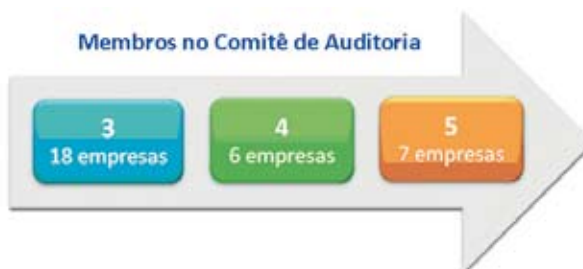 Membros no Comitê de Auditoria
3
18 empresas
4
6 empresas
5
7 empresas